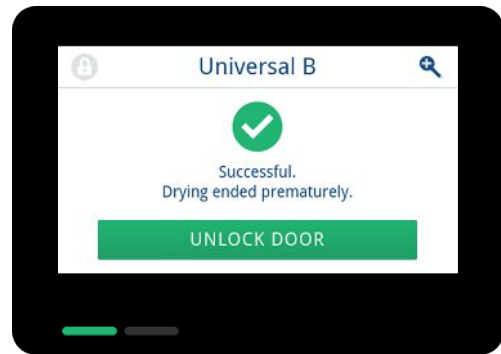 Universal B
Successful.
Drying ended prematurely.
UNLOCK DOOR